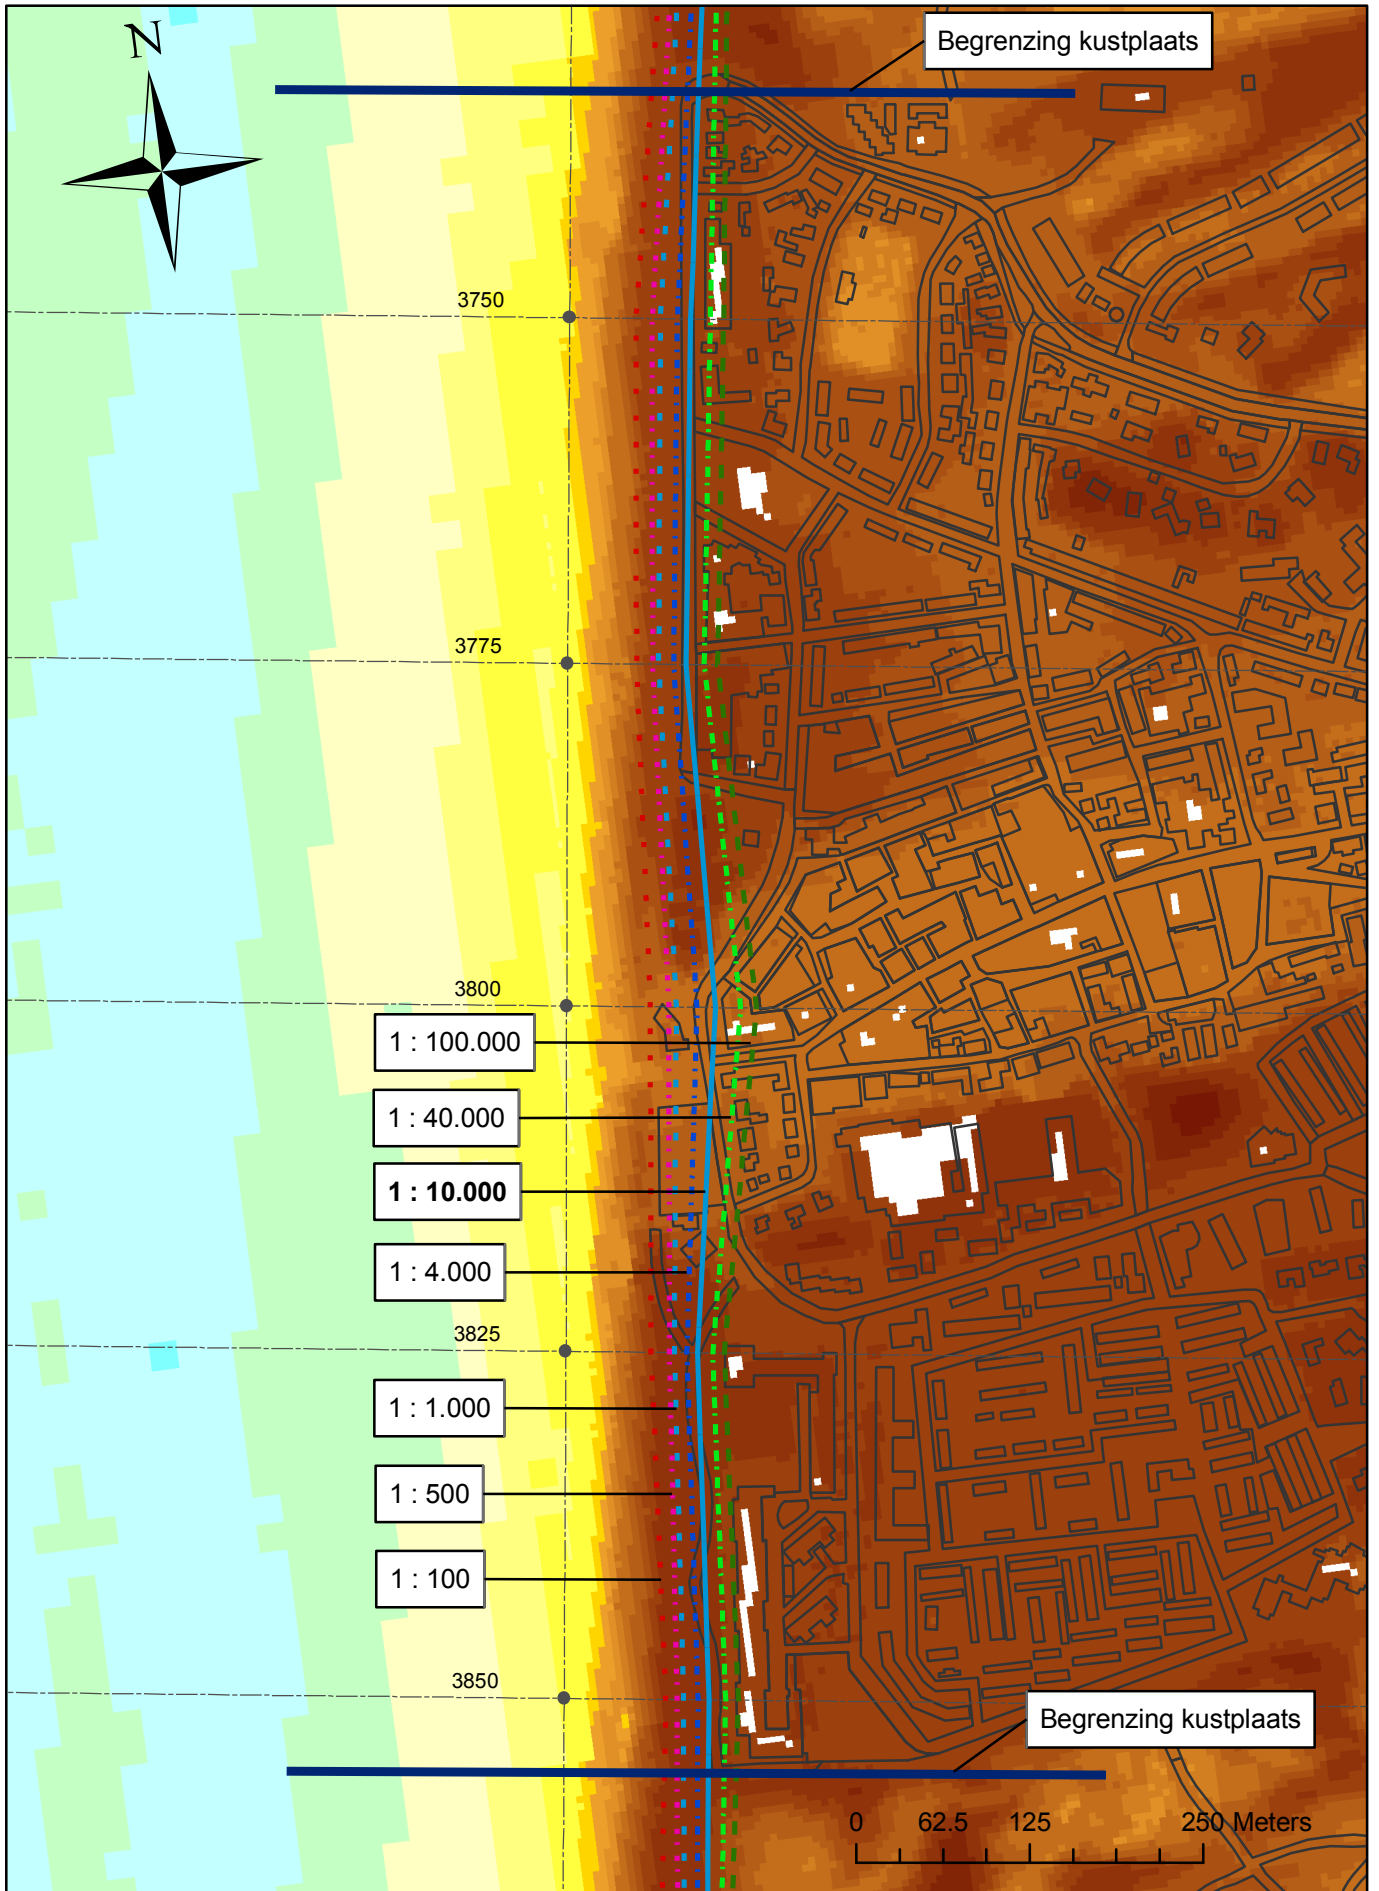 Begrenzing kustplaats
N
3750
3775
3800
1 : 100.000
1 : 40.000
1 : 10.000
1 : 4.000
3825
1 : 1.000
1 : 500
1 : 100
3850
Begrenzing kustplaats
0 62.5 125 250 Meters